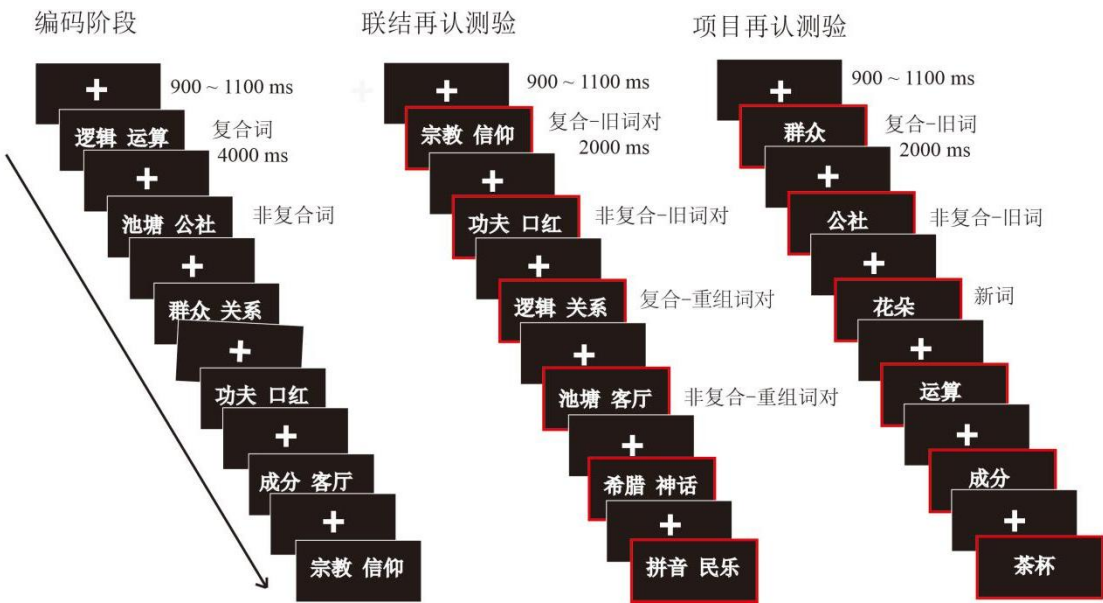 编码阶段
900 ~ 1100 ms
逻辑 运算
复合词
4000 ms
池塘 公社
非复合词
群众 关系
功夫 口红
成分 客厅
宗教 信仰
联结再认测验
900 ~ 1100 ms
宗教 信仰
复合-旧词对
2000 ms
功夫 口红
非复合-旧词对
逻辑 关系
复合-重组词对
池塘 客厅
非复合-重组词对
希腊 神话
拼音 民乐
项目再认测验
900 ~ 1100 ms
群众
复合-旧词
2000 ms
公社
非复合-旧词
花朵
新词
运算
成分
茶杯